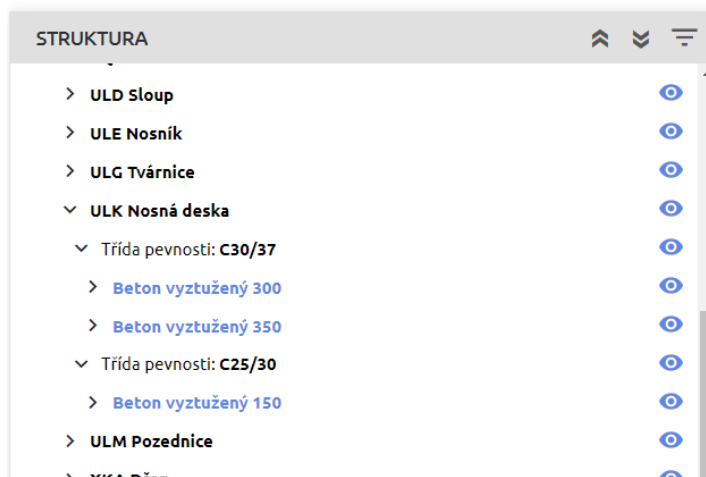 STRUKTURA
ULD Sloup
ULE Nosník
ULG Tvárnice
ULK Nosná deska
Třída pevnosti: C30/37
Beton vyztužený 300
Beton vyztužený 350
Třída pevnosti: C25/30
Beton vyztužený 150
ULM Pozednice